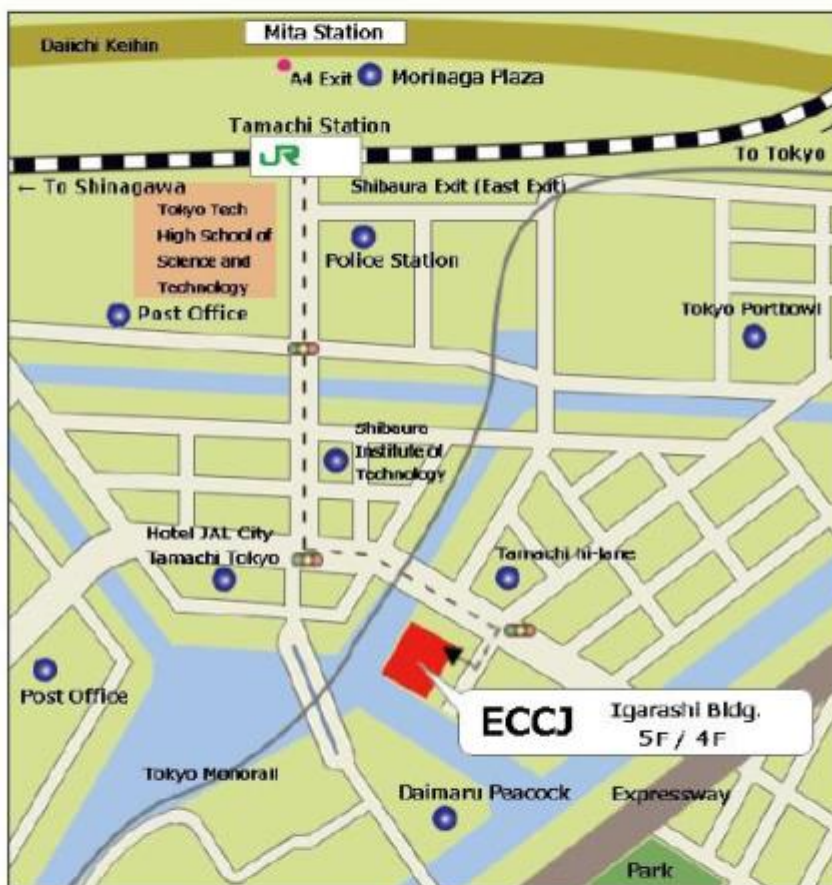 Mita Station
Daiichi Keihin
A4 Exit
Morinaga Plaza
Tamachi Station
JR
To Tokyo
← To Shinagawa
Shibaura Exit (East Exit)
Tokyo Tech
High School of
Science and
Technology
Police Station
Post Office
Tokyo Portbowl
Shibaura
Institute of
Technology
Hotel JAL City
Tamachi Tokyo
Tamachi hi-lane
Post Office
ECCJ
Igarashi Bldg.
5F / 4F
Tokyo Monorail
Daimaru Peacock
Expressway
Park